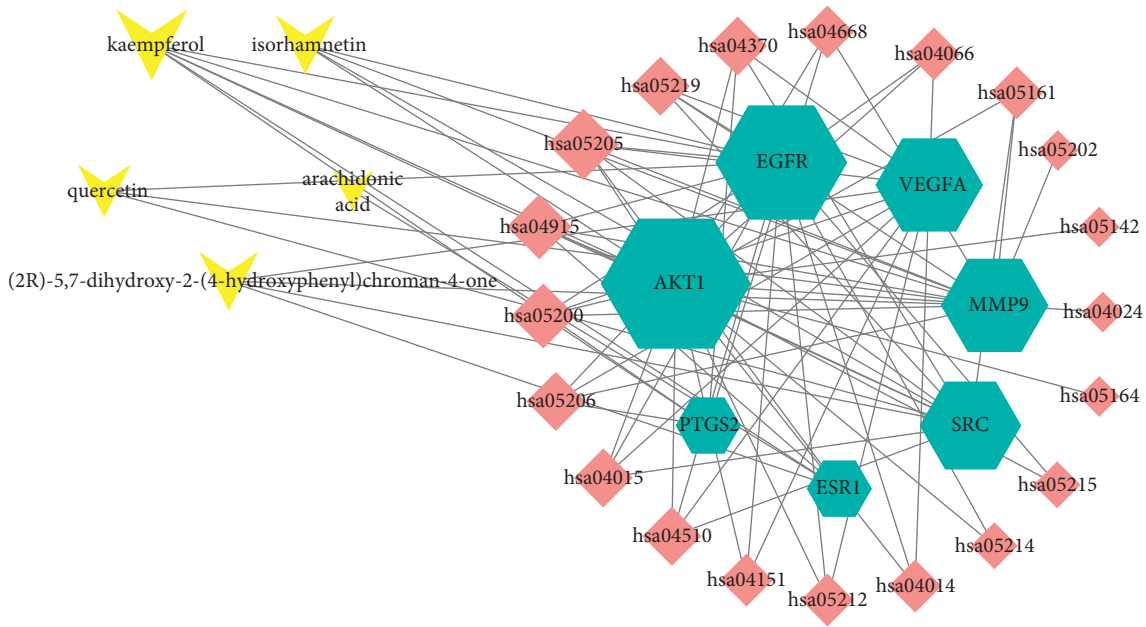 kaempferol
isorhamnetin
quercetin
arachidonic
acid
(2R)-5,7-dihydroxy-2-(4-hydroxyphenyl)chroman-4-one
hsa04668
hsa04370
hsa04066
hsa05219
hsa05161
hsa05205
hsa05202
EGFR
VEGFA
hsa04915
hsa05142
AKT1
MMP9
hsa04024
hsa05200
hsa05164
hsa05206
PTGS2
SRC
hsa04015
ESR1
hsa05215
hsa04510
hsa05214
hsa04151
hsa04014
hsa05212